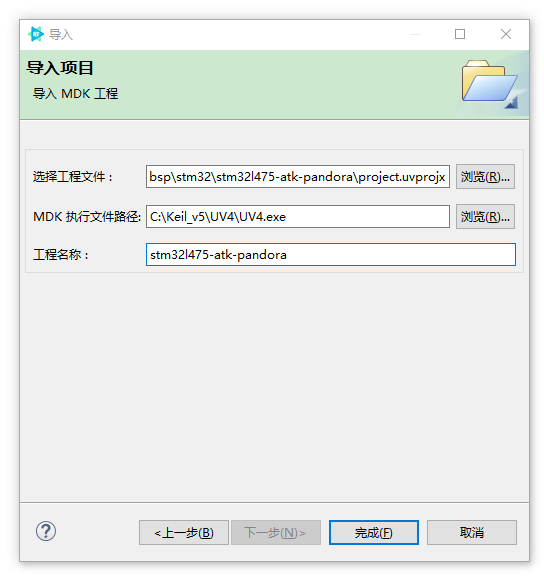 导入
导入项目
导入 MDK 工程
选择工程文件：
bsp\stm32\stm32l475-atk-pandora\project.uvprojx
浏览(R)...
MDK 执行文件路径:
C:\Keil_v5\UV4\UV4.exe
浏览(R)...
工程名称：
stm32l475-atk-pandora
?
<上一步(B)
下一步(N)>
完成(F)
取消